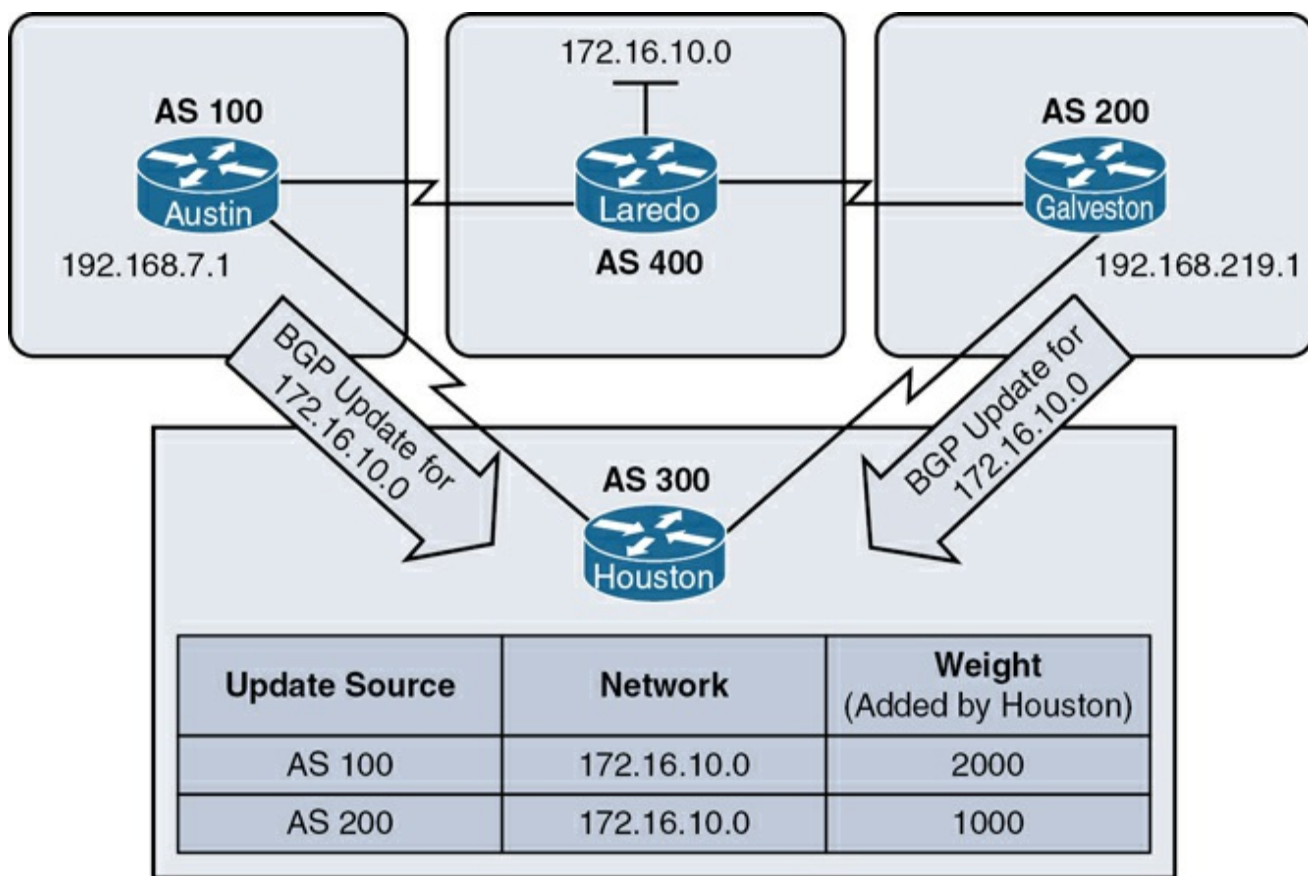 172.16.10.0
AS 100
AS 200
Austin
Laredo
Galveston
192.168.7.1
AS 400
192.168.219.1
BGP Update for
172.16.10.0
BGP Update for
172.16.10.0
AS 300
Houston
Update Source Network Weight
(Added by Houston)
AS 100 172.16.10.0 2000
AS 200 172.16.10.0 1000